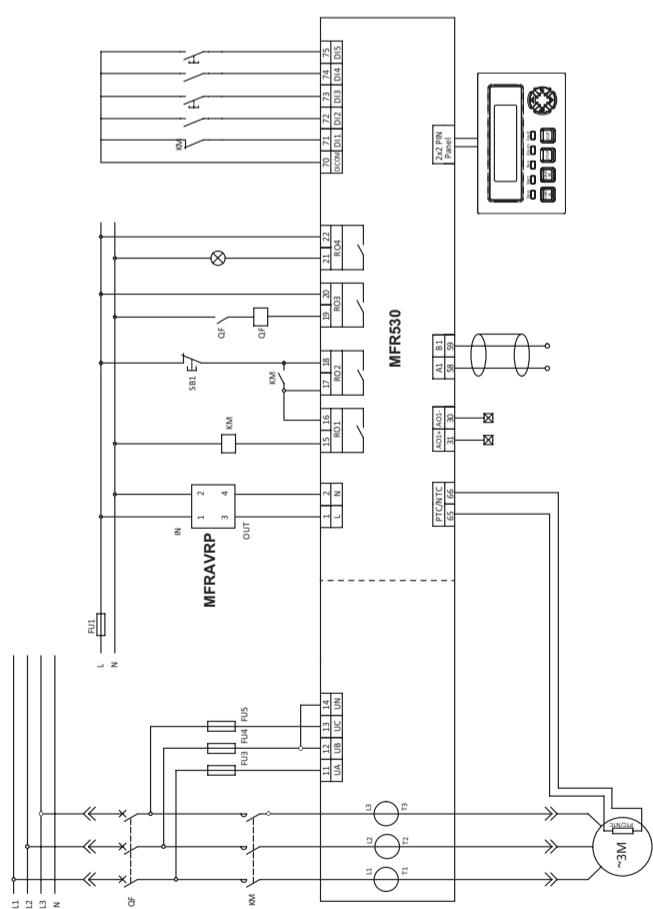 75 DI5
74 DI4
73 DI3
72 DI2
71 DI1
70 DICOM
KM
2x2 PIN
Panel
22
21
RO4
20
19
RO3
QF
QF
18
17
RO2
SB1
KM
16
15
RO1
KM
MFR530
B1 59
A1 58
AO1- 30
AO1+ 31
PTC/NTC
66
65
IN
1 2
3 4
OUT
MFRAVRP
2 N
1 L
FU1
L
N
14 UN
13 UC
12 UB
11 UA
FU5
FU4
FU3
L1
L2
L3
N
QF
KM
L3 T3
L2 T2
L1 T1
PTC/NTC
~3M